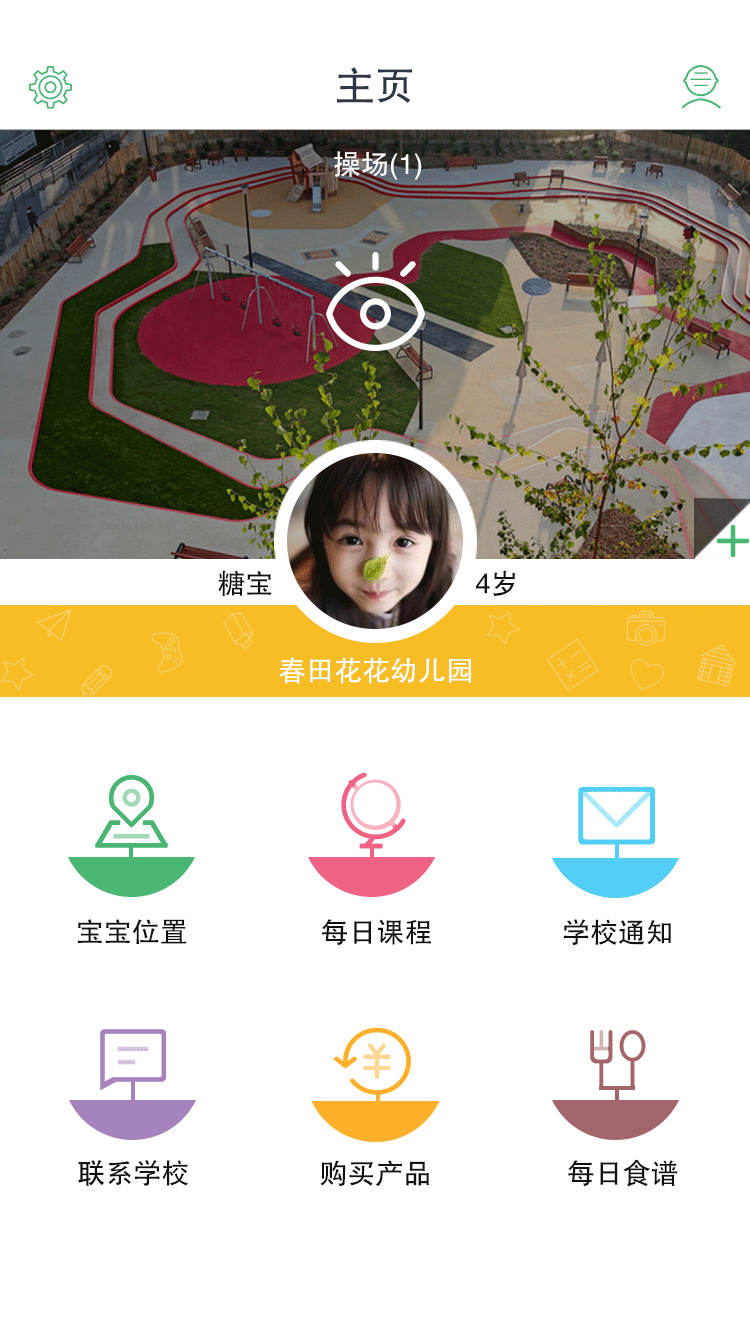 主页
操场(1)
糖宝
4岁
春田花花幼儿园
宝宝位置
每日课程
学校通知
联系学校
购买产品
每日食谱